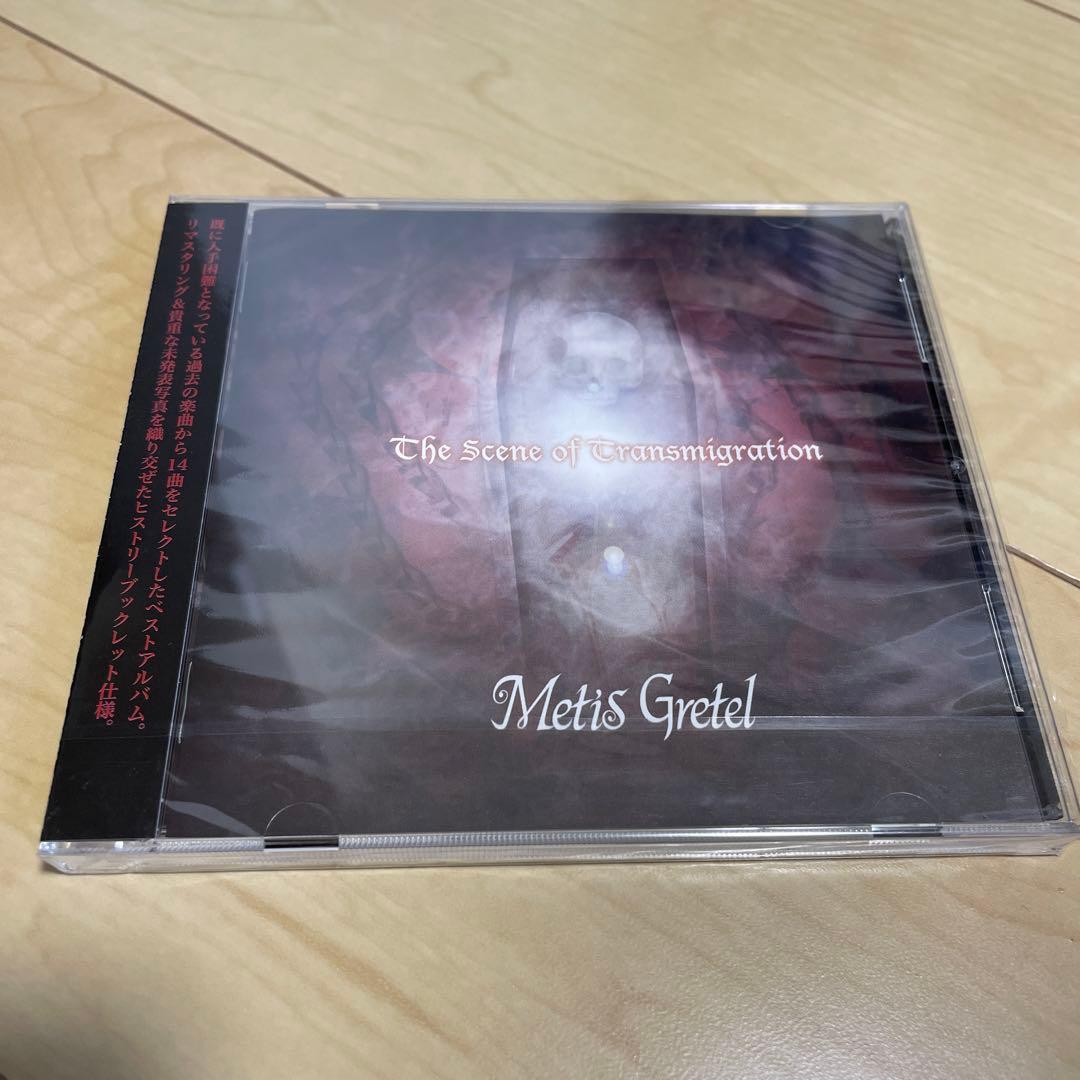 既に入手困難となっている過去の楽曲から14曲をセレクトしたベストアルバム。
リマスタリング&貴重な未発表写真を織り交ぜたヒストリーブックレット仕様。
The Scene of Transmigration
Metis Gretel